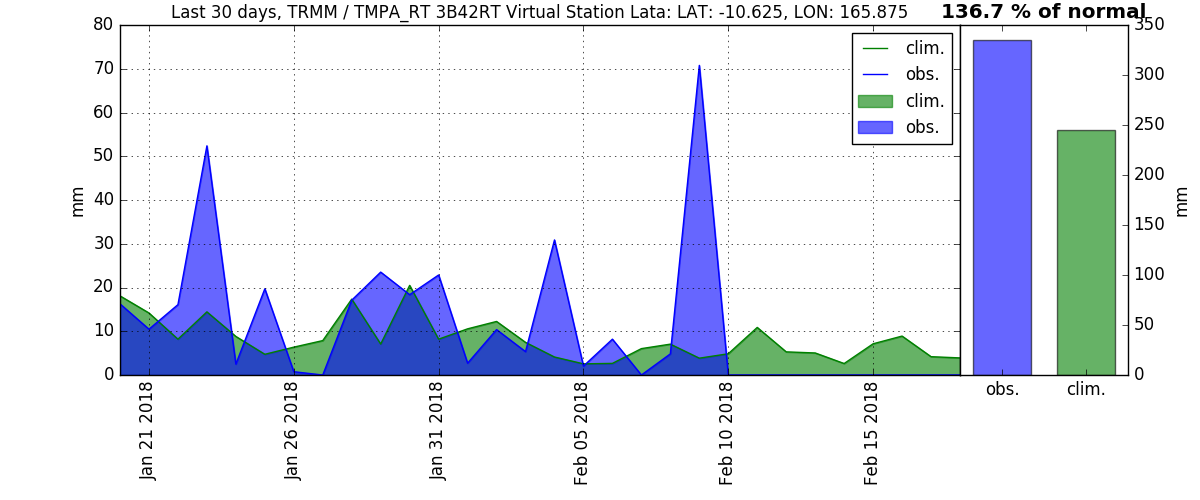 Last 30 days, TRMM / TMPA_RT 3B42RT Virtual Station Lata: LAT: -10.625, LON: 165.875
136.7 % of normal
80
70
60
50
40
30
20
10
0
mm
clim.
obs.
clim.
obs.
350
300
250
200
150
100
50
0
mm
Jan 21 2018
Jan 26 2018
Jan 31 2018
Feb 05 2018
Feb 10 2018
Feb 15 2018
obs.
clim.